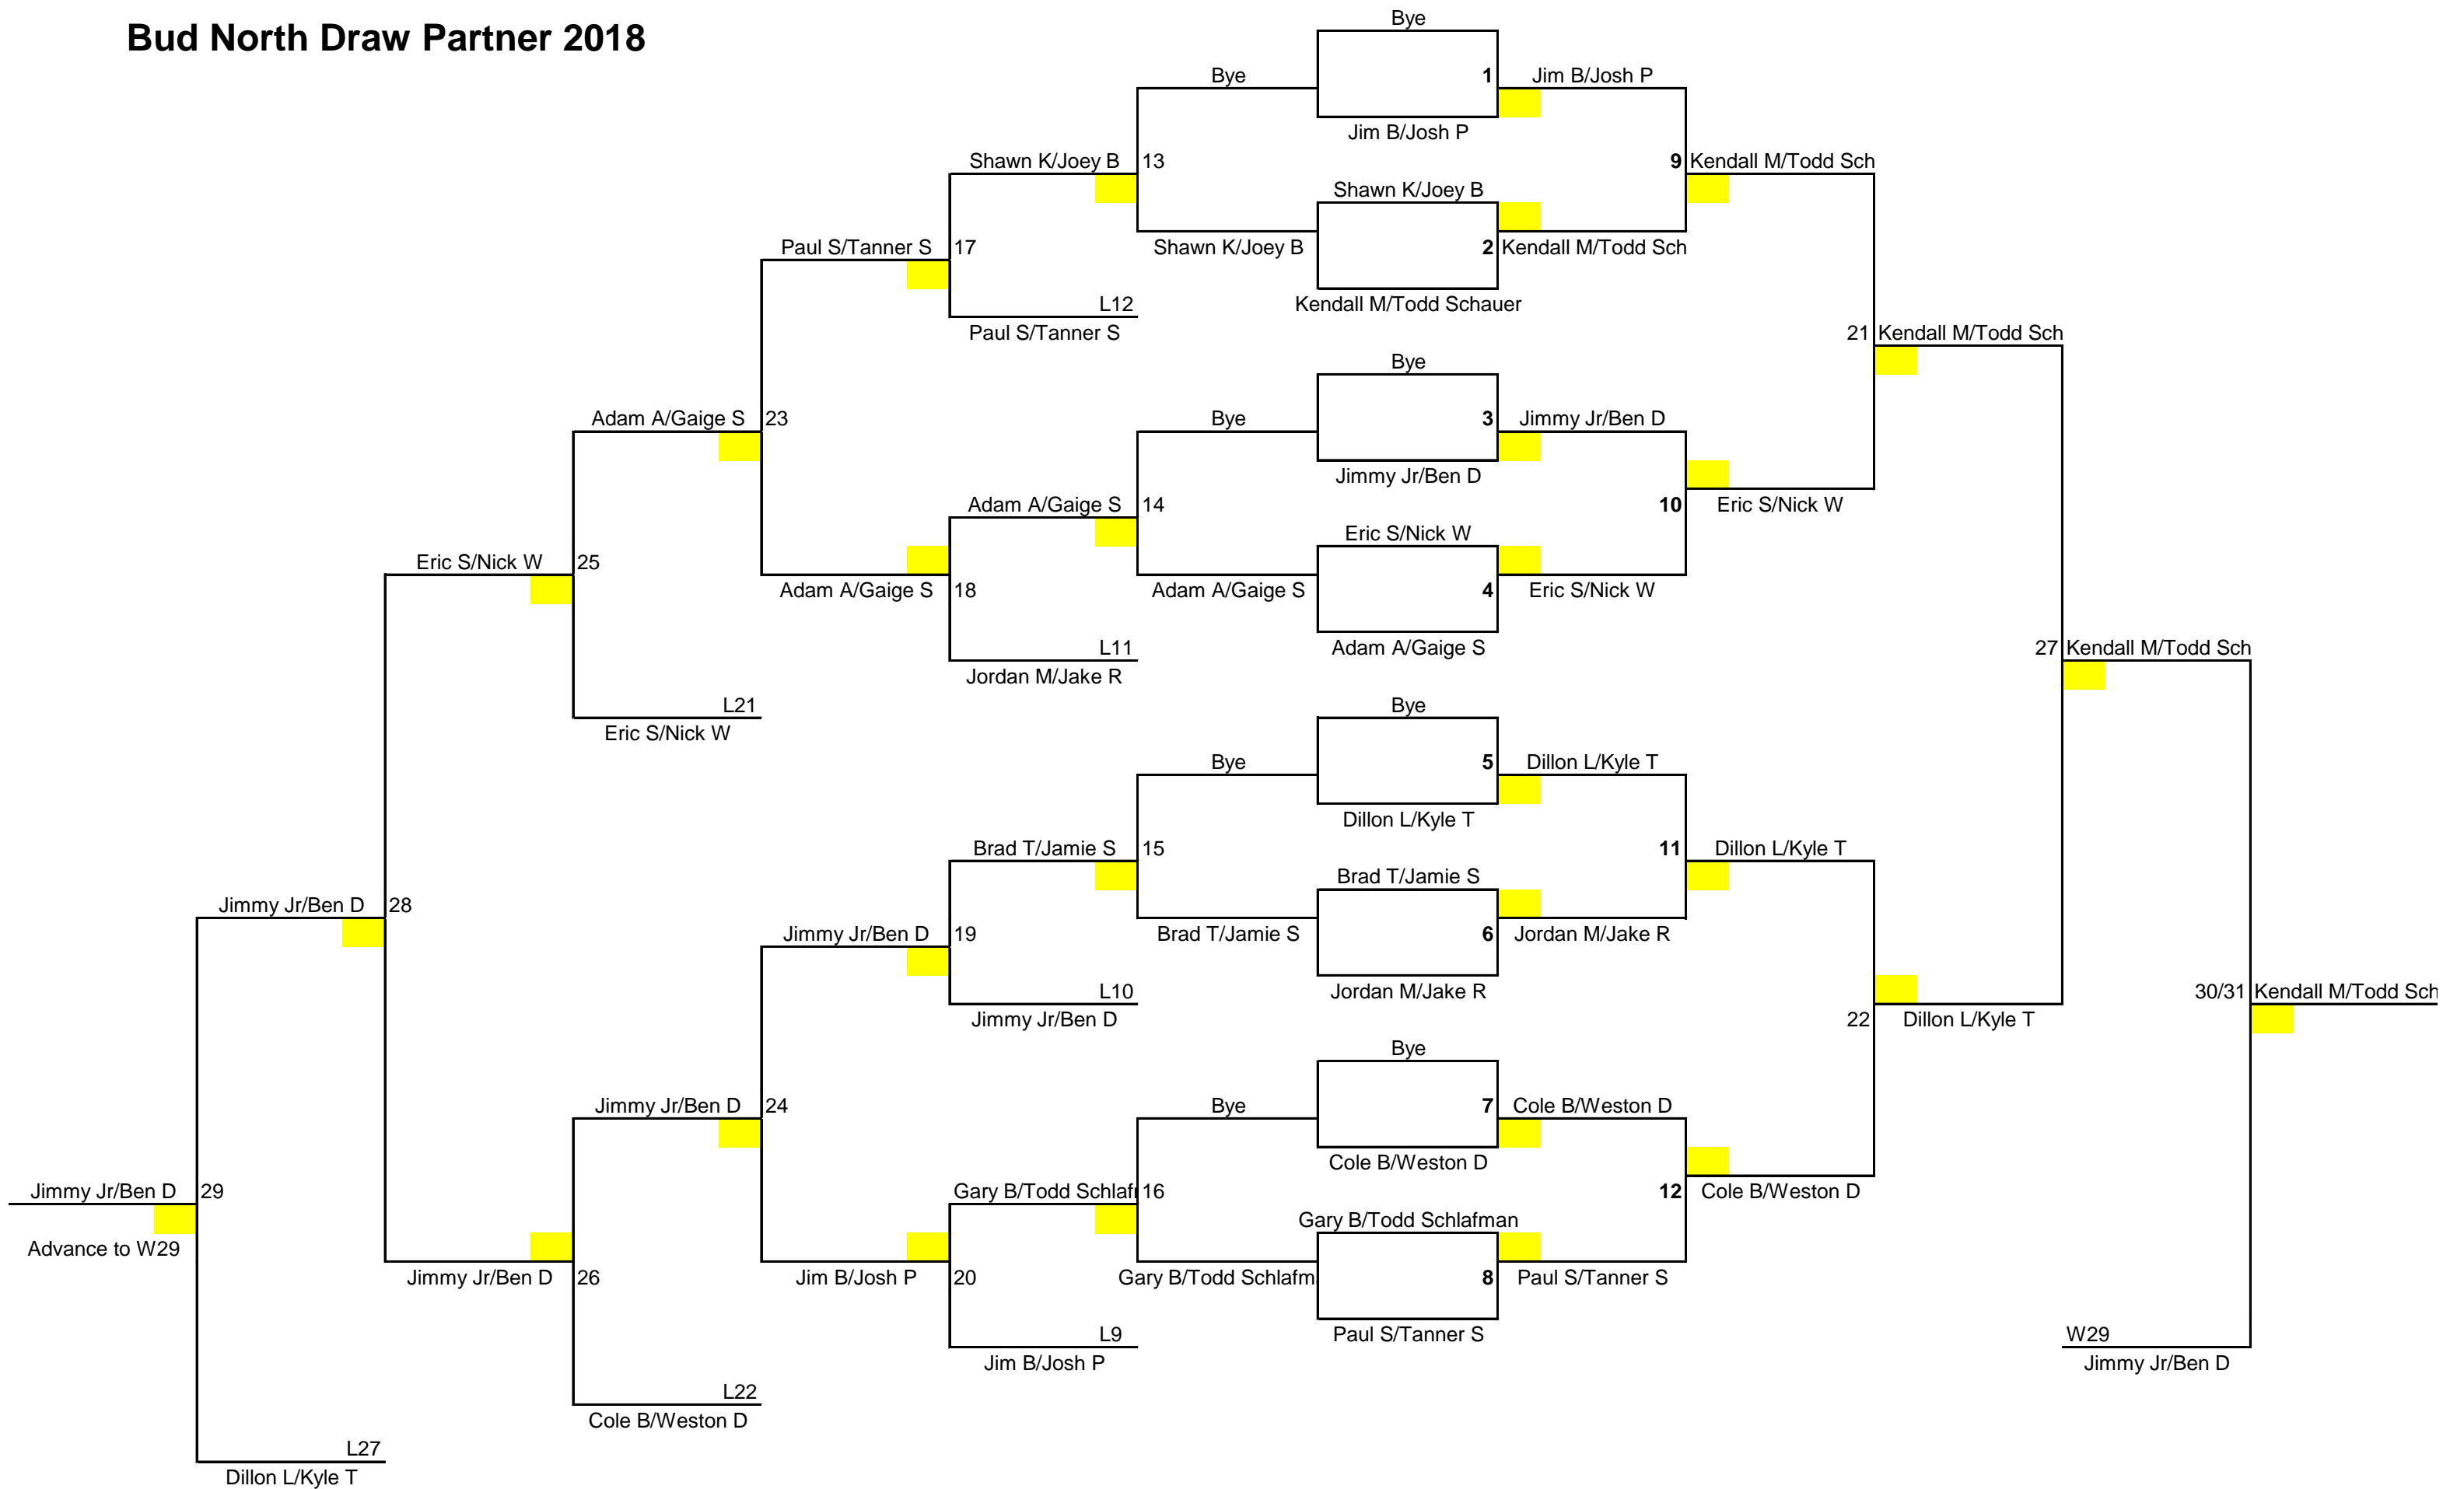 Bud North Draw Partner 2018
Bye
Bye
1
Jim B/Josh P
Jim B/Josh P
Shawn K/Joey B
13
9
Kendall M/Todd Sch
Shawn K/Joey B
Paul S/Tanner S
17
Shawn K/Joey B
2
Kendall M/Todd Sch
L12
Kendall M/Todd Schauer
Paul S/Tanner S
21
Kendall M/Todd Sch
Bye
Adam A/Gaige S
23
Bye
3
Jimmy Jr/Ben D
Jimmy Jr/Ben D
Adam A/Gaige S
14
10
Eric S/Nick W
Eric S/Nick W
Eric S/Nick W
25
Adam A/Gaige S
18
Adam A/Gaige S
4
Eric S/Nick W
L11
Adam A/Gaige S
27
Kendall M/Todd Sch
Jordan M/Jake R
L21
Bye
Eric S/Nick W
Bye
5
Dillon L/Kyle T
Dillon L/Kyle T
Brad T/Jamie S
15
11
Dillon L/Kyle T
Brad T/Jamie S
Jimmy Jr/Ben D
28
Jimmy Jr/Ben D
19
Brad T/Jamie S
6
Jordan M/Jake R
L10
Jordan M/Jake R
30/31
Kendall M/Todd Sch
Jimmy Jr/Ben D
22
Dillon L/Kyle T
Bye
Jimmy Jr/Ben D
24
Bye
7
Cole B/Weston D
Cole B/Weston D
Jimmy Jr/Ben D
29
Gary B/Todd Schlafr
16
12
Cole B/Weston D
Gary B/Todd Schlafman
Advance to W29
Jimmy Jr/Ben D
26
Jim B/Josh P
20
Gary B/Todd Schlafm
8
Paul S/Tanner S
L9
Paul S/Tanner S
W29
Jim B/Josh P
Jimmy Jr/Ben D
L22
Cole B/Weston D
L27
Dillon L/Kyle T